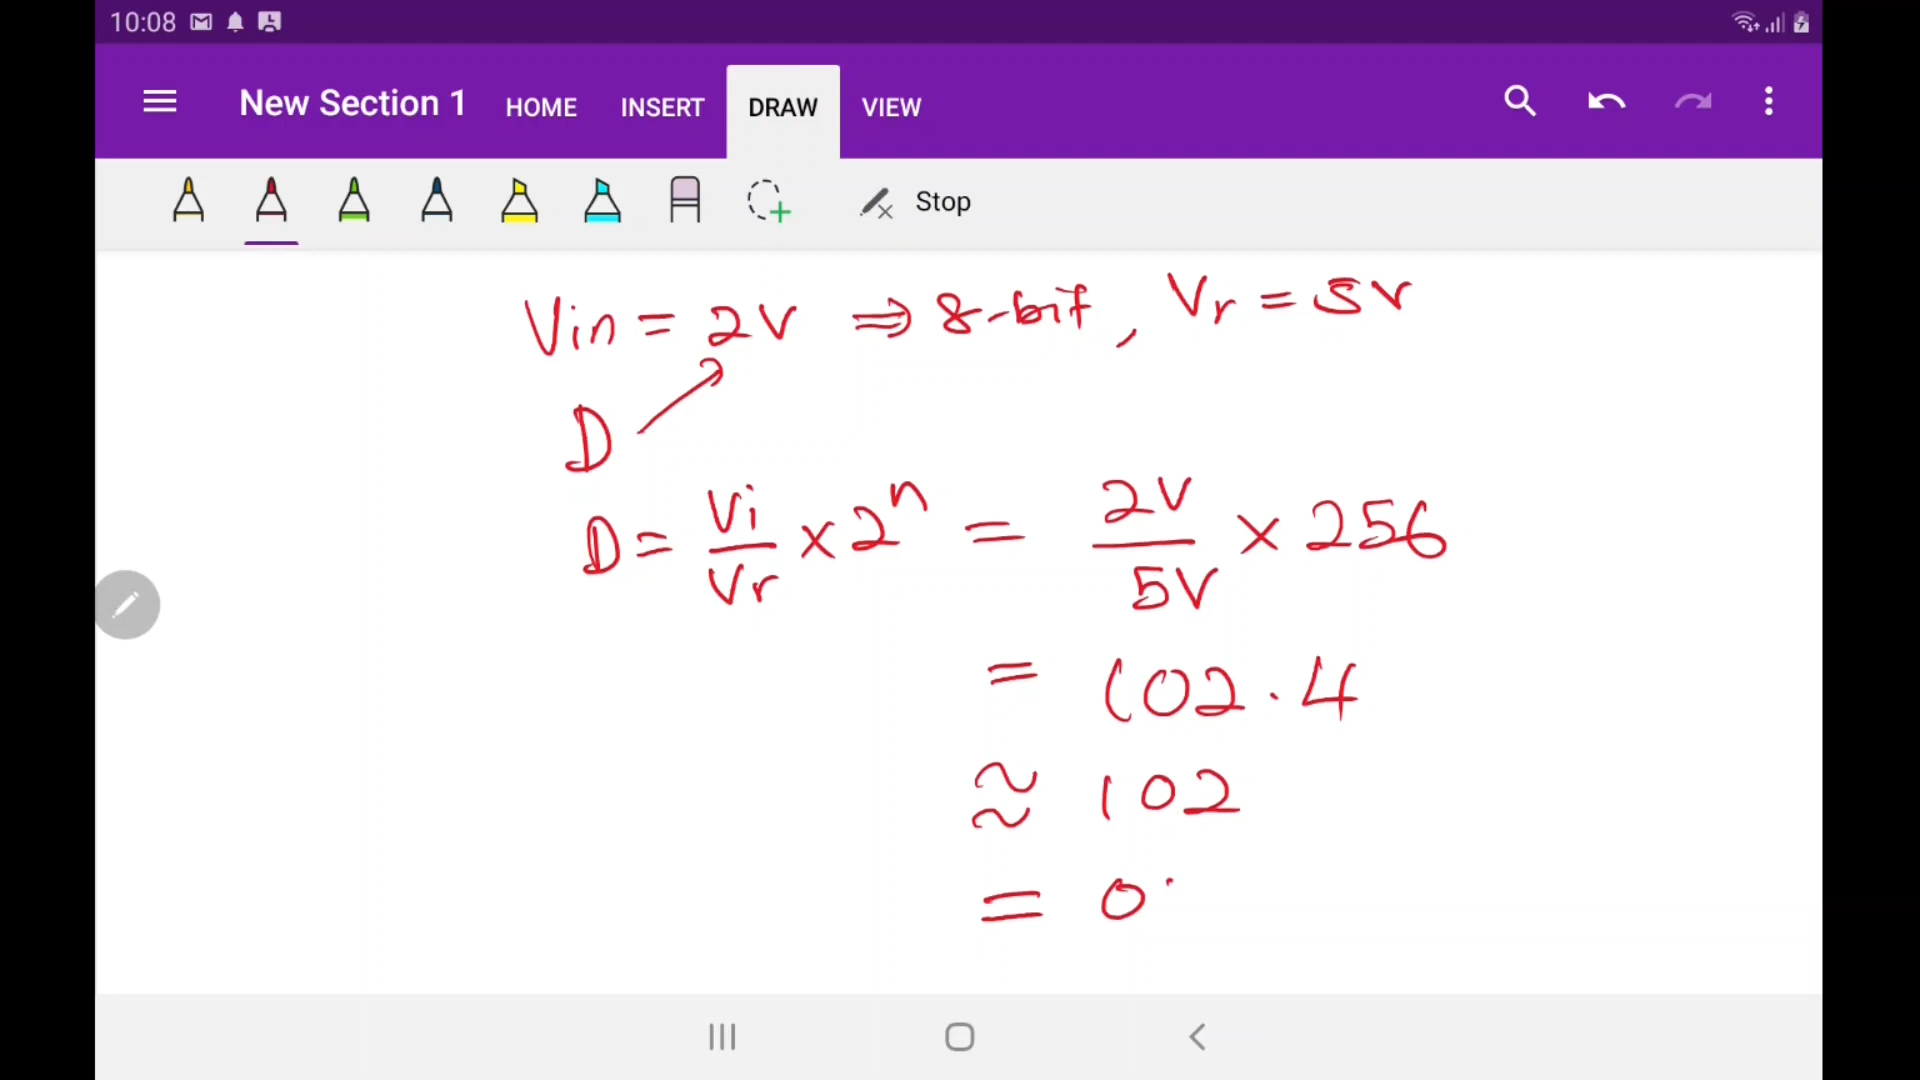 10:08
New Section 1 HOME INSERT DRAW VIEW
Stop
Vin = 2V ⇒ 8-bit, Vr = 5V
D
D = Vi/Vr × 2^n = 2V/5V × 256
= 102.4
≈ 102
= 0